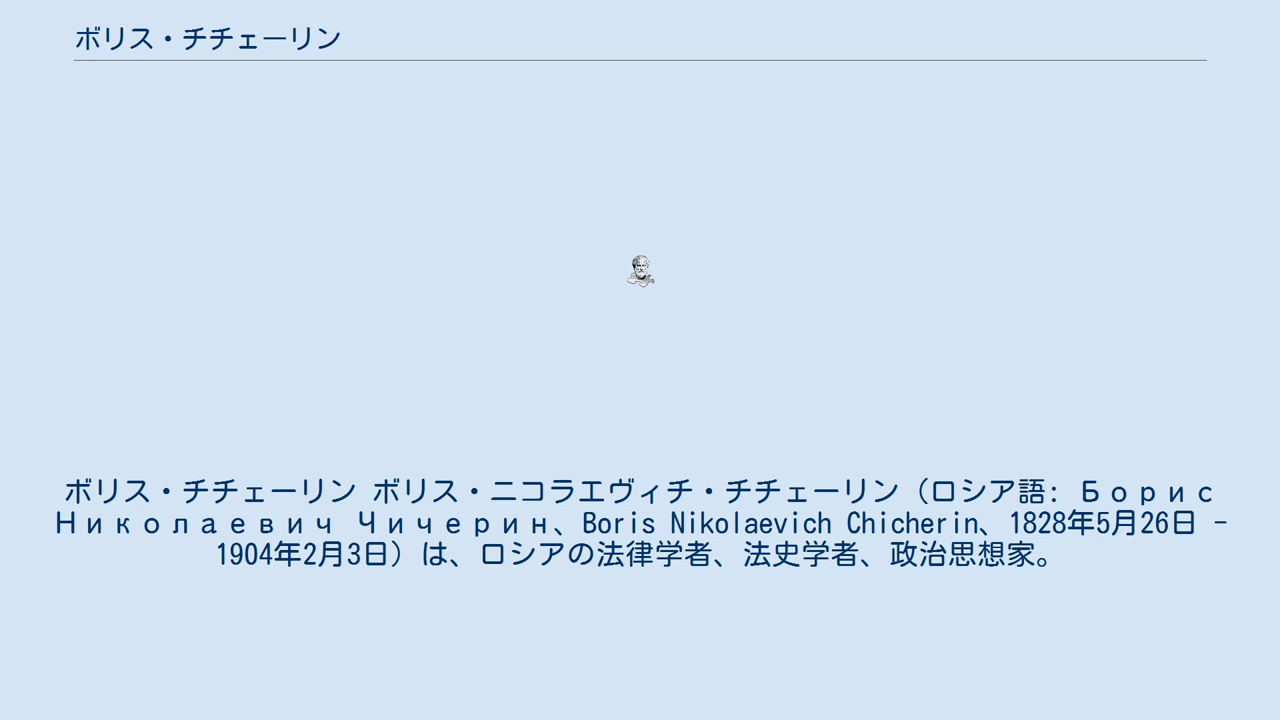 ボリス・チチェーリン
ボリス・チチェーリン ボリス・ニコラエヴィチ・チチェーリン（ロシア語: Борис
Николаевич Чичерин、Boris Nikolaevich Chicherin、1828年5月26日 -
1904年2月3日）は、ロシアの法律学者、法史学者、政治思想家。